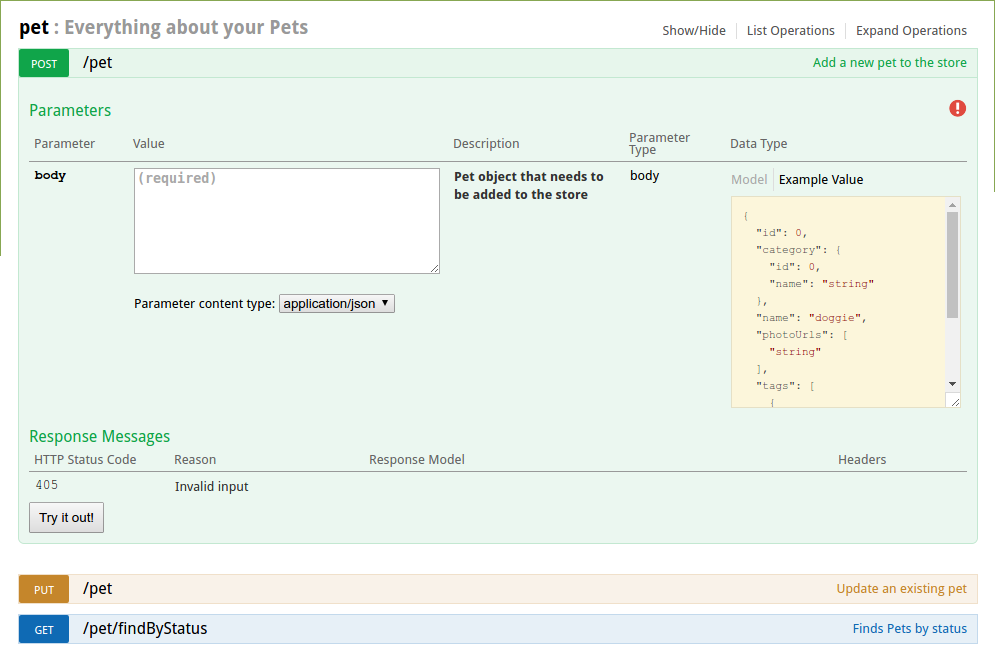 pet : Everything about your Pets
Show/Hide List Operations Expand Operations
POST /pet Add a new pet to the store
Parameters
Parameter Value Description Parameter Type Data Type
body (required) Pet object that needs to be added to the store body Model Example Value
{
"id": 0,
"category": {
"id": 0,
"name": "string"
},
"name": "doggie",
"photoUrls": [
"string"
],
"tags": [
{
Parameter content type: application/json
Response Messages
HTTP Status Code Reason Response Model Headers
405 Invalid input
Try it out!
PUT /pet Update an existing pet
GET /pet/findByStatus Finds Pets by status